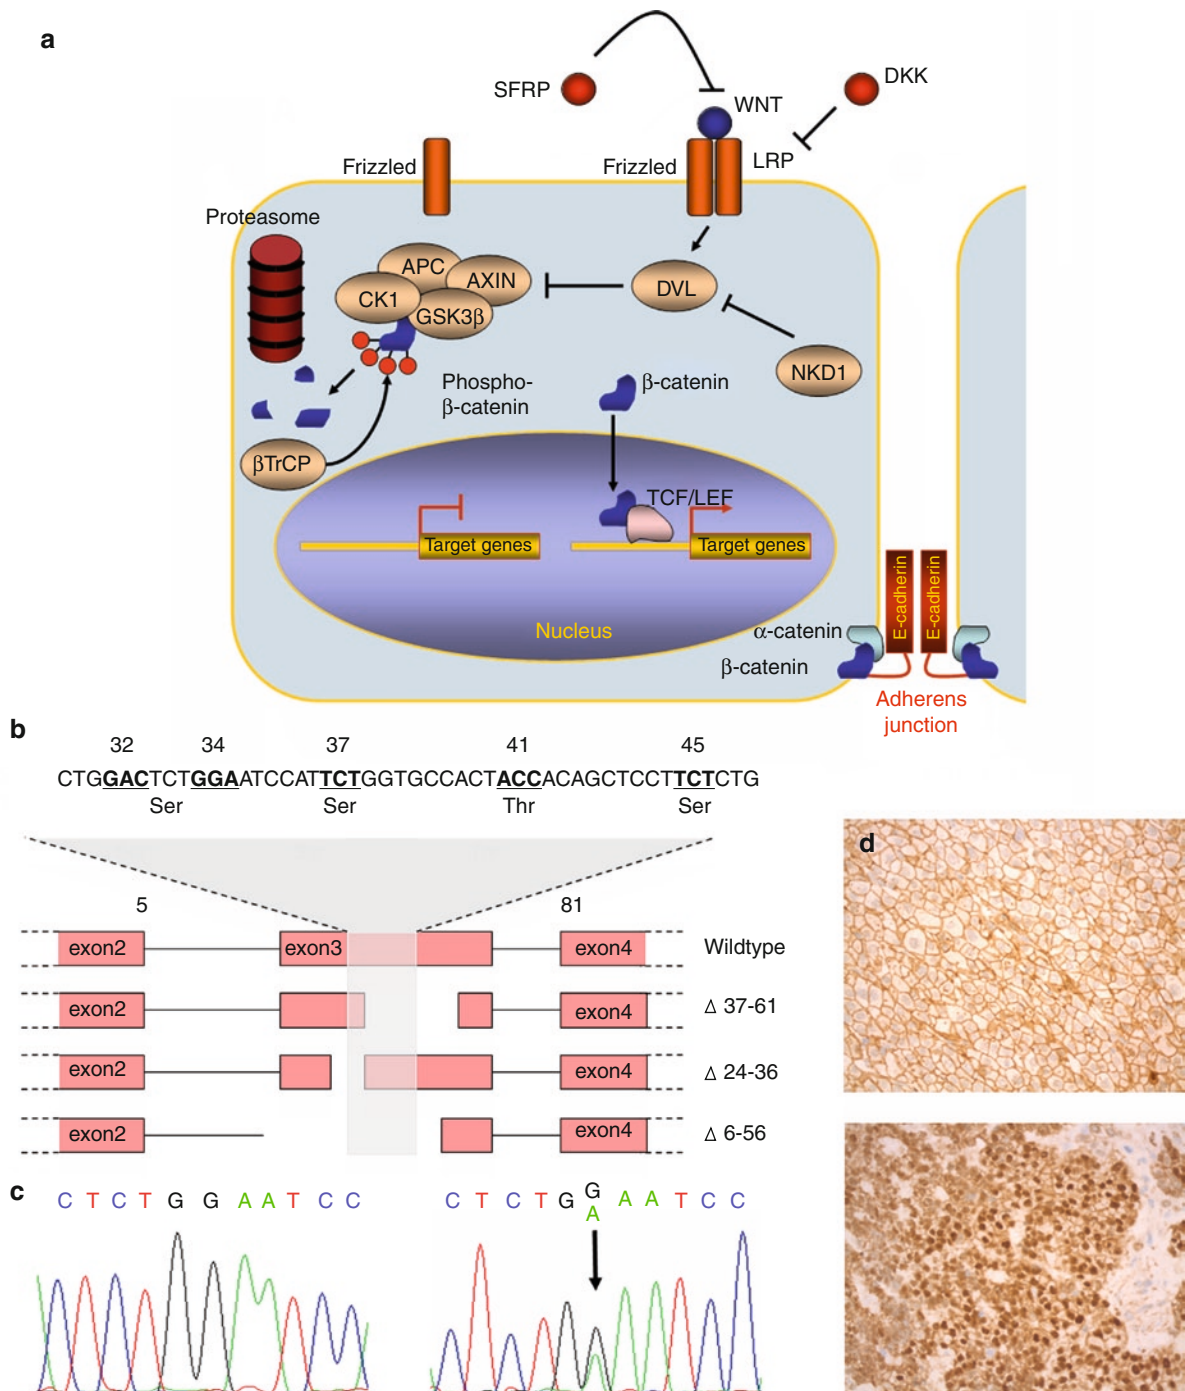 a
SFRP
DKK
WNT
Frizzled
Frizzled
LRP
Proteasome
APC
AXIN
CK1
GSK3β
DVL
NKD1
Phospho-
β-catenin
β-catenin
βTrCP
TCF/LEF
Target genes
Target genes
Nucleus
E-cadherin
E-cadherin
α-catenin
β-catenin
Adherens
junction
b
32 34 37 41 45
CTGGACTCTGGAATCCATTCTGGTGCCACTACCACAGCTCCTTCTCTG
Ser Ser Thr Ser
5 81
exon2 exon3 exon4 Wildtype
exon2 exon4 Δ 37-61
exon2 exon4 Δ 24-36
exon2 exon4 Δ 6-56
c
C T C T G G A A T C C
C T C T G G A A T C C
A
d